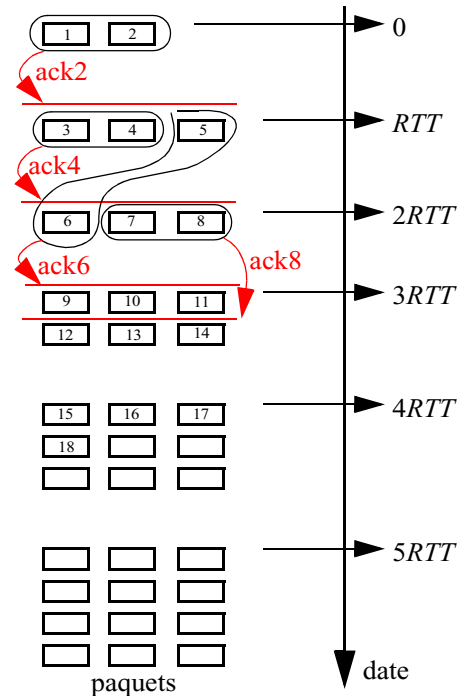 1 2 0
ack2
3 4 5 RTT
ack4
6 7 8 2RTT
ack6 ack8
9 10 11 3RTT
12 13 14
15 16 17 4RTT
18
5RTT
paquets date